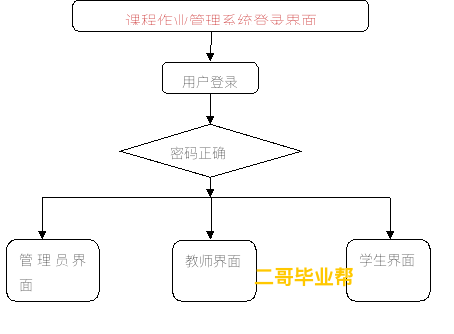 课程作业管理系统登录界面
用户登录
密码正确
管理员界
面
教师界面
学生界面
二哥毕业帮